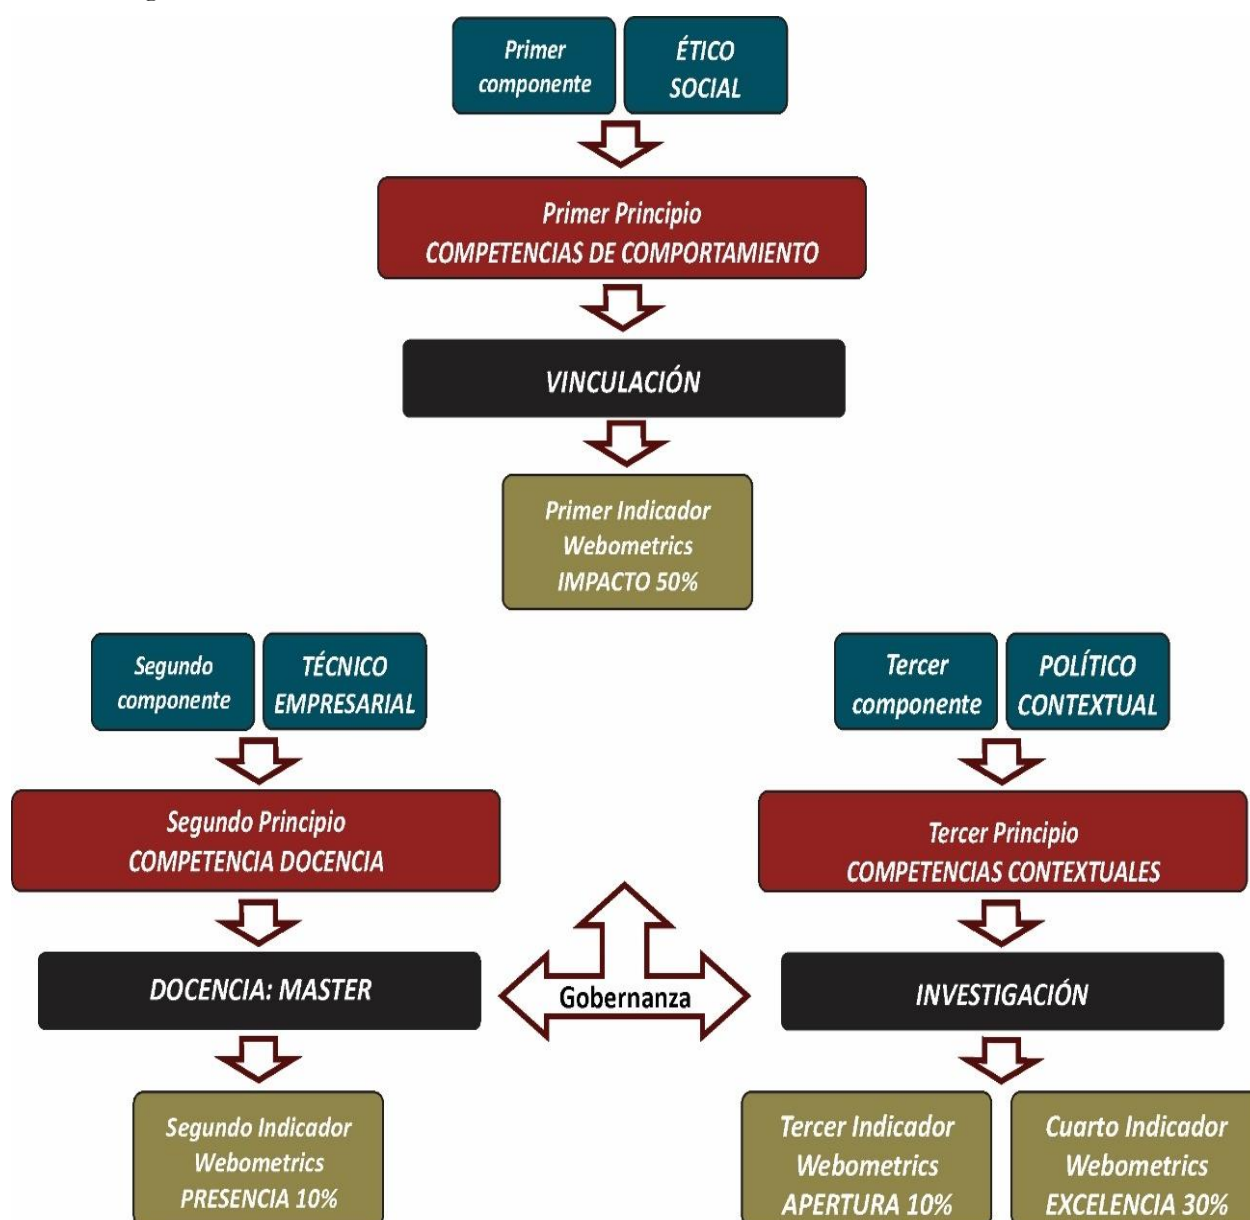 Primer
componente
ÉTICO
SOCIAL
Primer Principio
COMPETENCIAS DE COMPORTAMIENTO
VINCULACIÓN
Primer Indicador
Webometrics
IMPACTO 50%
Segundo
componente
TÉCNICO
EMPRESARIAL
Segundo Principio
COMPETENCIA DOCENCIA
DOCENCIA: MASTER
Segundo Indicador
Webometrics
PRESENCIA 10%
Gobernanza
Tercer
componente
POLÍTICO
CONTEXTUAL
Tercer Principio
COMPETENCIAS CONTEXTUALES
INVESTIGACIÓN
Tercer Indicador
Webometrics
APERTURA 10%
Cuarto Indicador
Webometrics
EXCELENCIA 30%